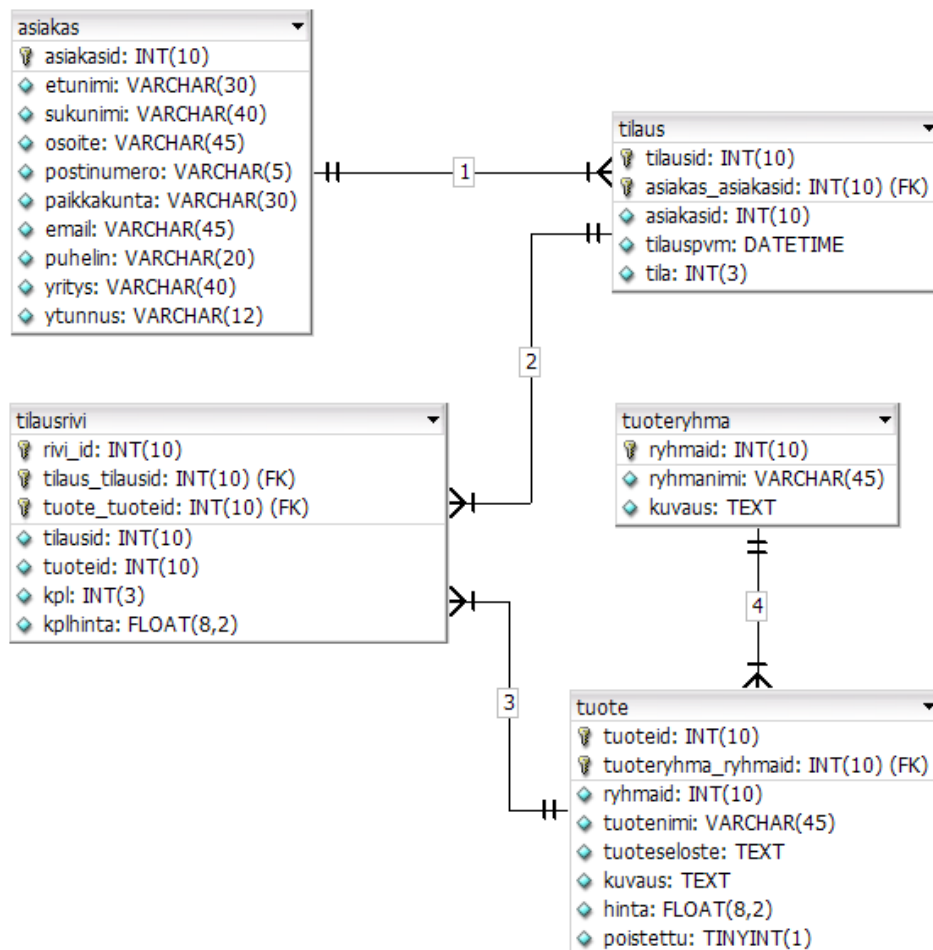 asiakas
asiakasid: INT(10)
etunimi: VARCHAR(30)
sukunimi: VARCHAR(40)
osoite: VARCHAR(45)
postinumero: VARCHAR(5)
paikkakunta: VARCHAR(30)
email: VARCHAR(45)
puhelin: VARCHAR(20)
yritys: VARCHAR(40)
ytunnus: VARCHAR(12)
1
tilaus
tilausid: INT(10)
asiakas_asiakasid: INT(10) (FK)
asiakasid: INT(10)
tilauspvm: DATETIME
tila: INT(3)
2
tilausrivi
rivi_id: INT(10)
tilaus_tilausid: INT(10) (FK)
tuote_tuoteid: INT(10) (FK)
tilausid: INT(10)
tuoteid: INT(10)
kpl: INT(3)
kplhinta: FLOAT(8,2)
tuoteryhma
ryhmaid: INT(10)
ryhmanimi: VARCHAR(45)
kuvaus: TEXT
4
3
tuote
tuoteid: INT(10)
tuoteryhma_ryhmaid: INT(10) (FK)
ryhmaid: INT(10)
tuotenimi: VARCHAR(45)
tuoteseloste: TEXT
kuvaus: TEXT
hinta: FLOAT(8,2)
poistettu: TINYINT(1)